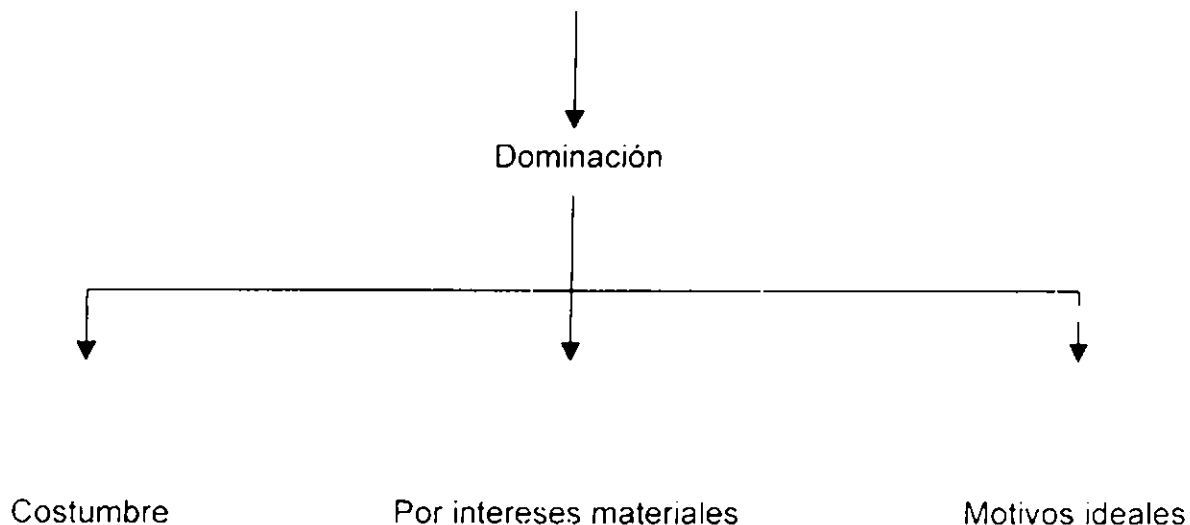 Dominación
Costumbre
Por intereses materiales
Motivos ideales